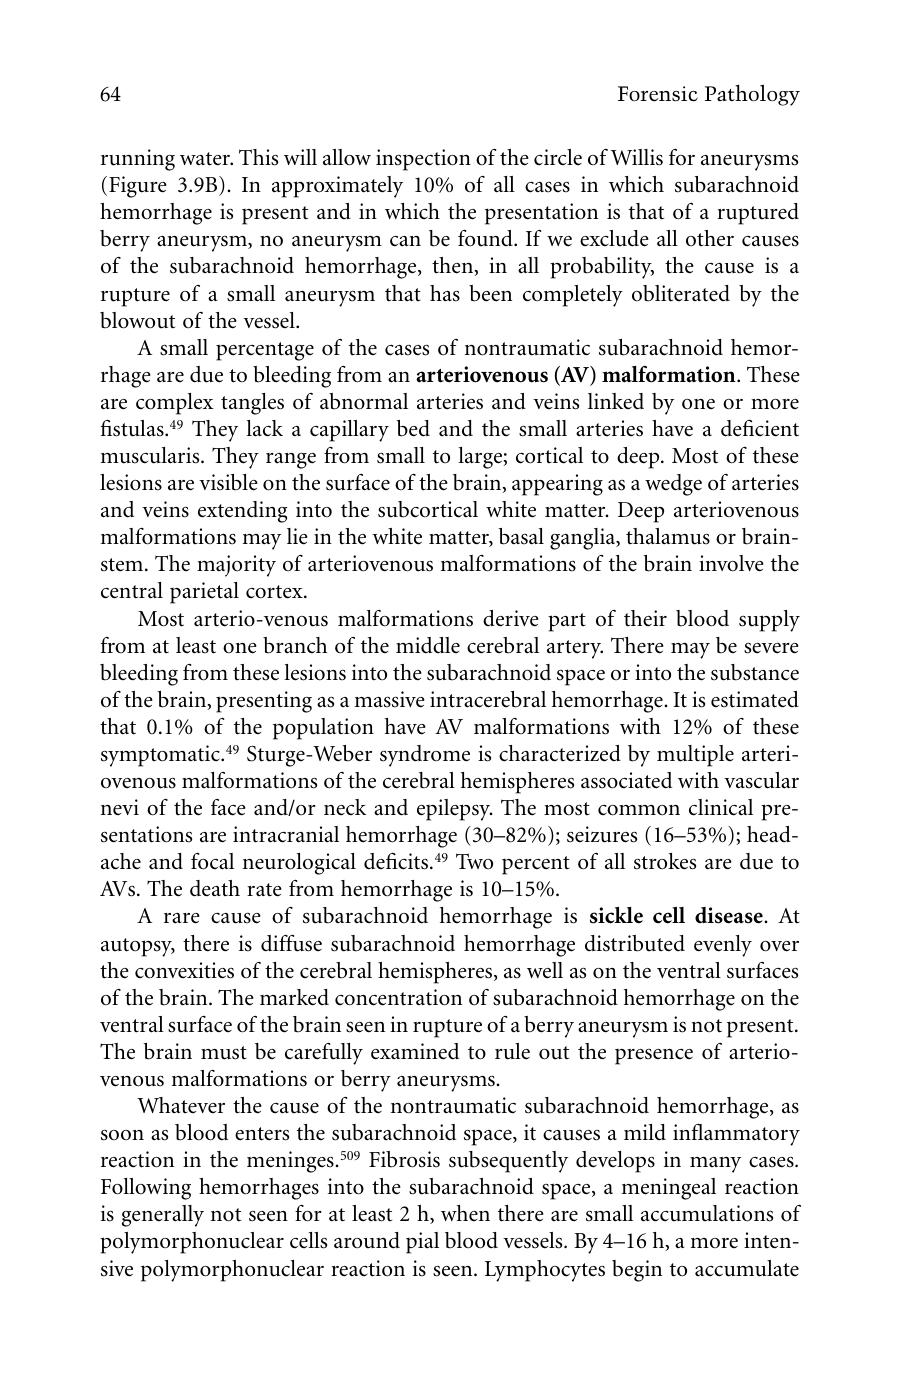 64
Forensic Pathology
running water. This will allow inspection of the circle of Willis for aneurysms
(Figure 3.9B). In approximately 10% of all cases in which subarachnoid
hemorrhage is present and in which the presentation is that of a ruptured
berry aneurysm, no aneurysm can be found. If we exclude all other causes
of the subarachnoid hemorrhage, then, in all probability, the cause is a
rupture of a small aneurysm that has been completely obliterated by the
blowout of the vessel.
A small percentage of the cases of nontraumatic subarachnoid hemor-
rhage are due to bleeding from an arteriovenous (AV) malformation. These
are complex tangles of abnormal arteries and veins linked by one or more
fistulas.49 They lack a capillary bed and the small arteries have a deficient
muscularis. They range from small to large; cortical to deep. Most of these
lesions are visible on the surface of the brain, appearing as a wedge of arteries
and veins extending into the subcortical white matter. Deep arteriovenous
malformations may lie in the white matter, basal ganglia, thalamus or brain-
stem. The majority of arteriovenous malformations of the brain involve the
central parietal cortex.
Most arterio-venous malformations derive part of their blood supply
from at least one branch of the middle cerebral artery. There may be severe
bleeding from these lesions into the subarachnoid space or into the substance
of the brain, presenting as a massive intracerebral hemorrhage. It is estimated
that 0.1% of the population have AV malformations with 12% of these
symptomatic.49 Sturge-Weber syndrome is characterized by multiple arteri-
ovenous malformations of the cerebral hemispheres associated with vascular
nevi of the face and/or neck and epilepsy. The most common clinical pre-
sentations are intracranial hemorrhage (30–82%); seizures (16–53%); head-
ache and focal neurological deficits.49 Two percent of all strokes are due to
AVs. The death rate from hemorrhage is 10–15%.
A rare cause of subarachnoid hemorrhage is sickle cell disease. At
autopsy, there is diffuse subarachnoid hemorrhage distributed evenly over
the convexities of the cerebral hemispheres, as well as on the ventral surfaces
of the brain. The marked concentration of subarachnoid hemorrhage on the
ventral surface of the brain seen in rupture of a berry aneurysm is not present.
The brain must be carefully examined to rule out the presence of arterio-
venous malformations or berry aneurysms.
Whatever the cause of the nontraumatic subarachnoid hemorrhage, as
soon as blood enters the subarachnoid space, it causes a mild inflammatory
reaction in the meninges.509 Fibrosis subsequently develops in many cases.
Following hemorrhages into the subarachnoid space, a meningeal reaction
is generally not seen for at least 2 h, when there are small accumulations of
polymorphonuclear cells around pial blood vessels. By 4–16 h, a more inten-
sive polymorphonuclear reaction is seen. Lymphocytes begin to accumulate